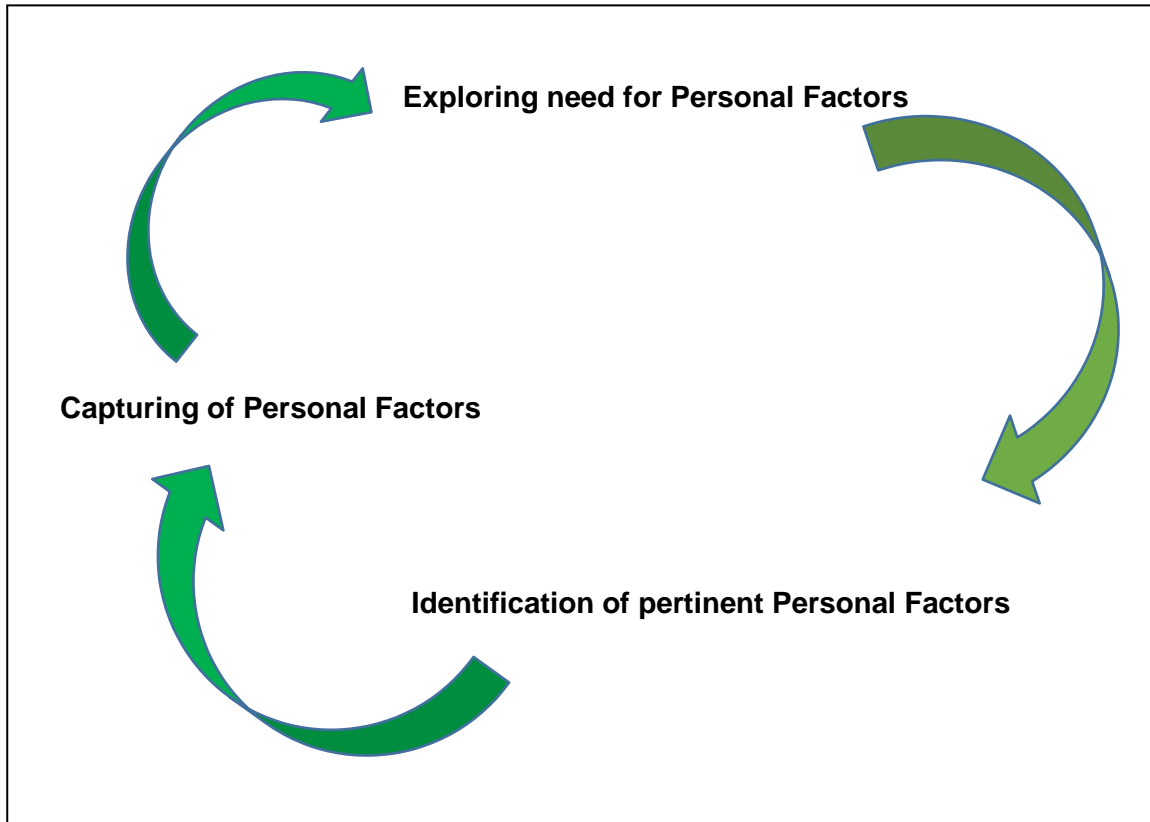 Exploring need for Personal Factors
Capturing of Personal Factors
Identification of pertinent Personal Factors